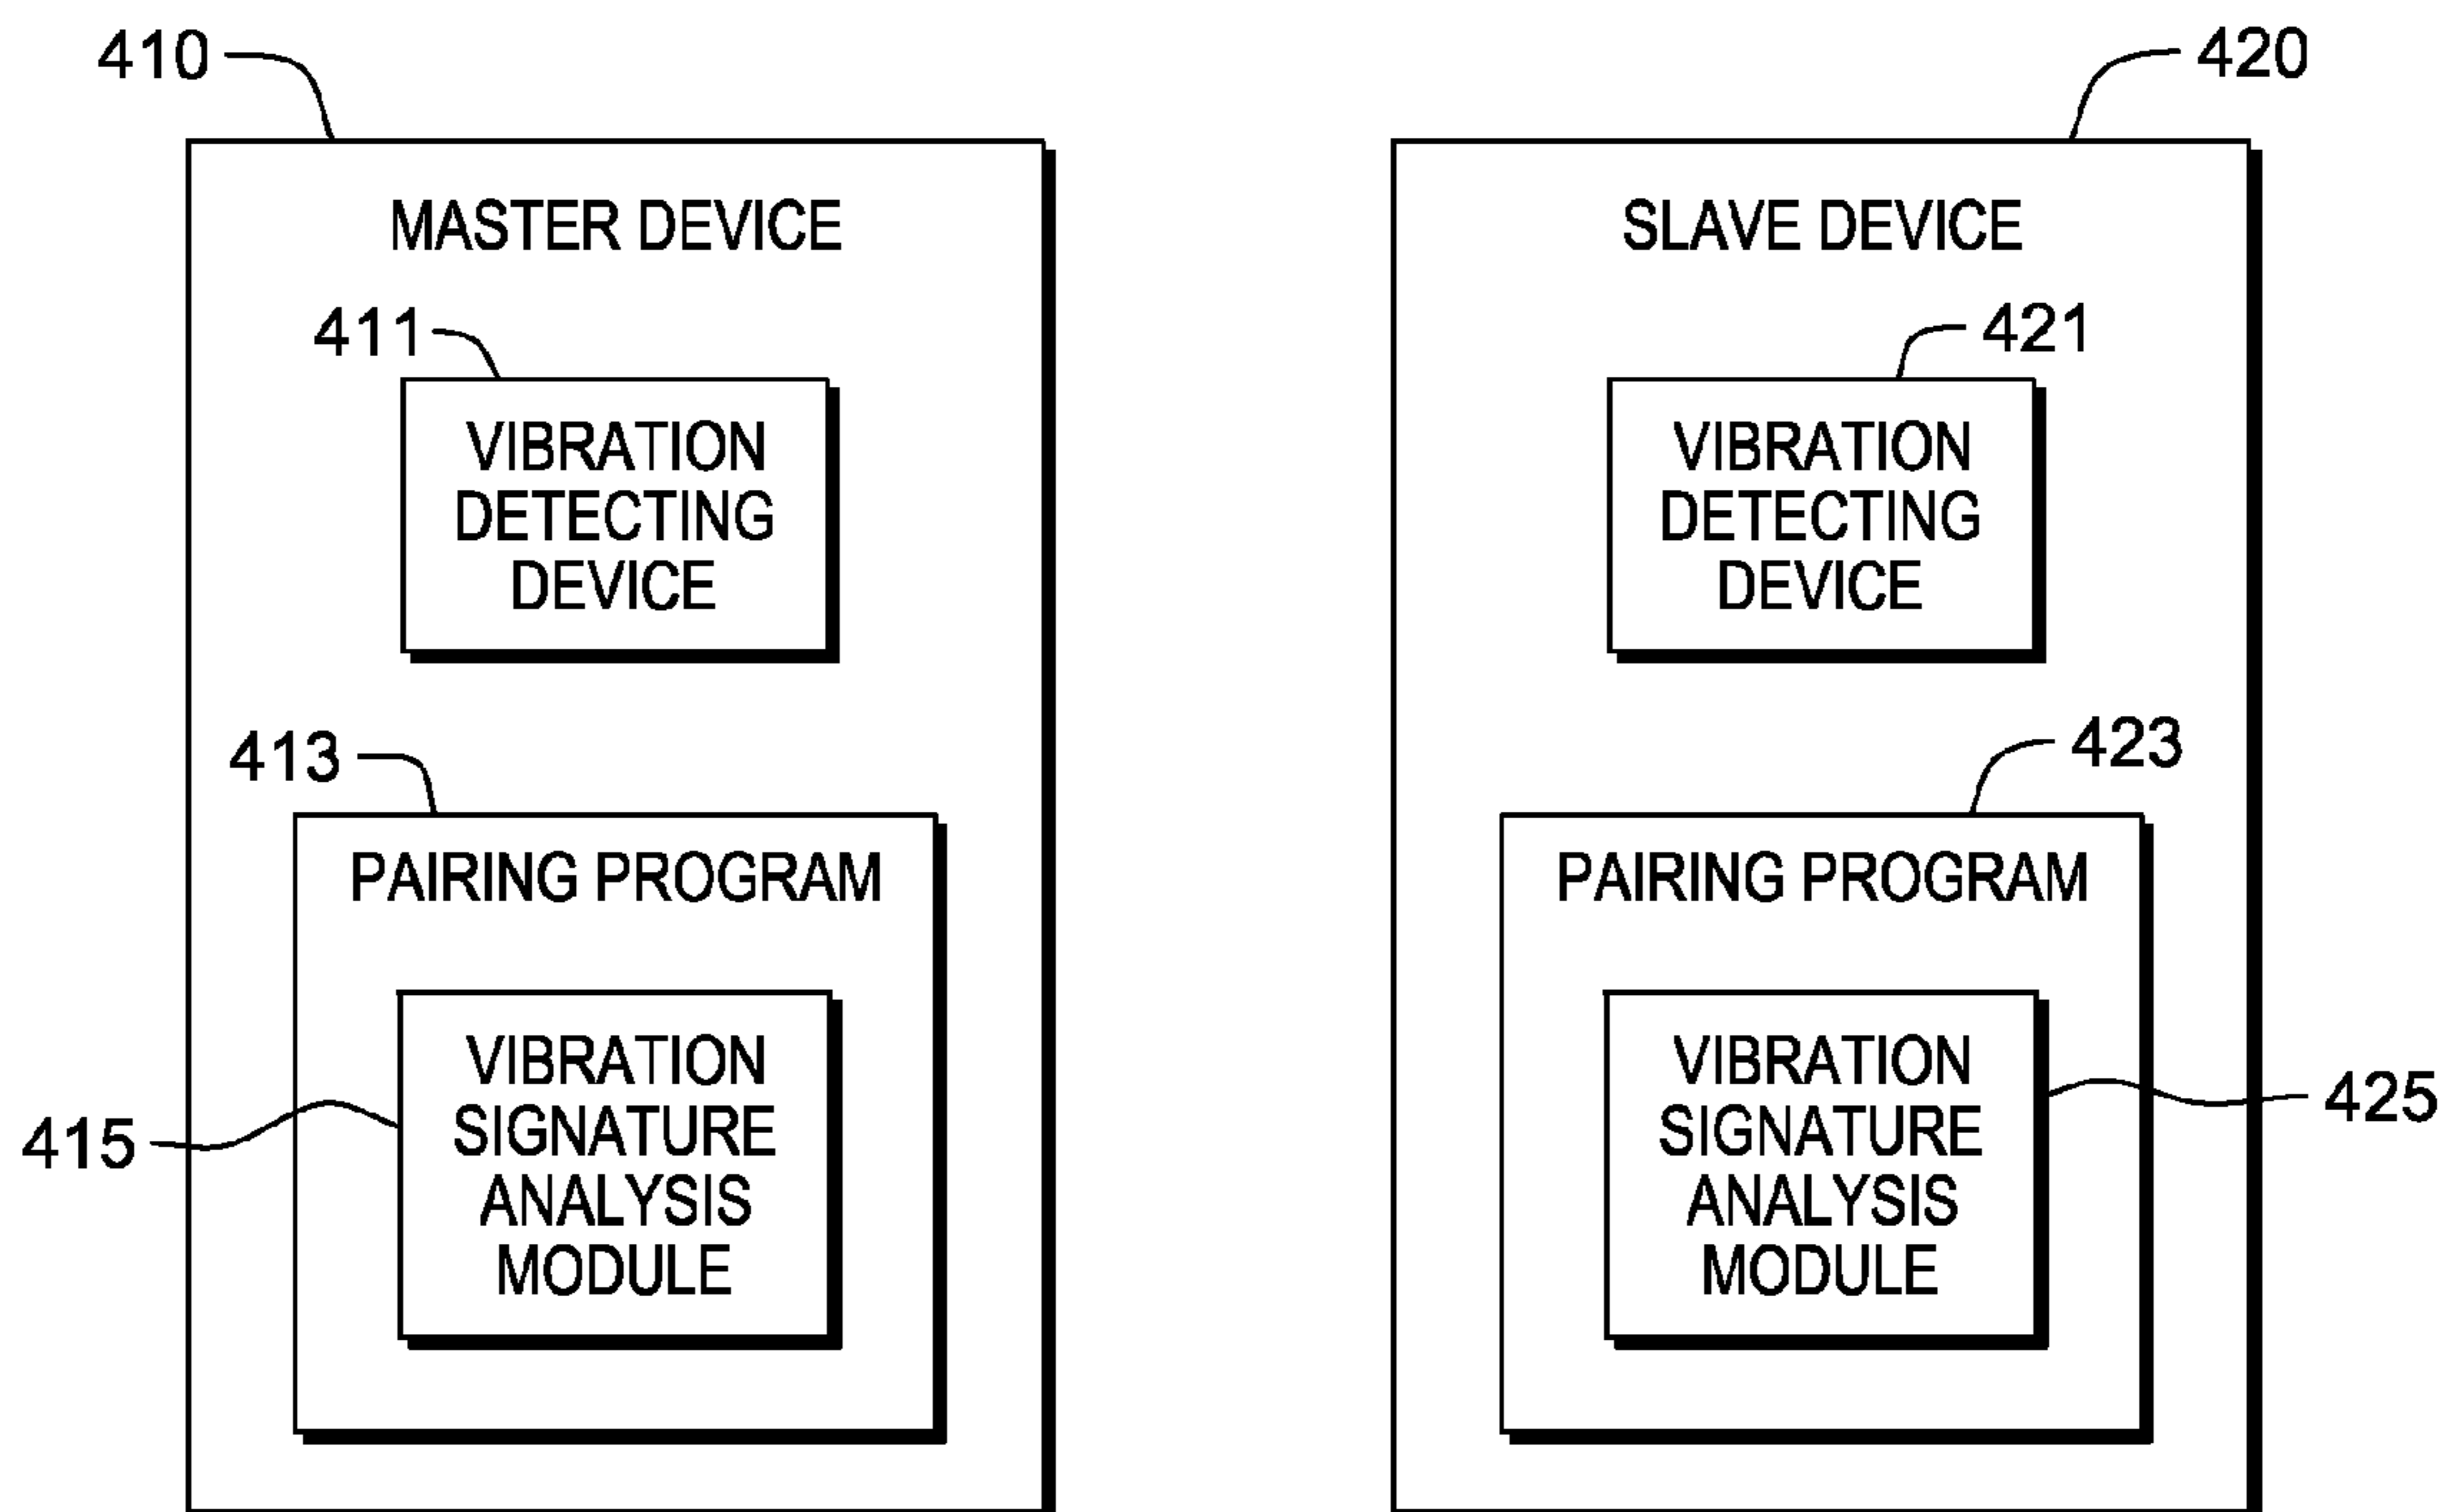 410
MASTER DEVICE
411
VIBRATION
DETECTING
DEVICE
413
PAIRING PROGRAM
415
VIBRATION
SIGNATURE
ANALYSIS
MODULE
420
SLAVE DEVICE
421
VIBRATION
DETECTING
DEVICE
423
PAIRING PROGRAM
425
VIBRATION
SIGNATURE
ANALYSIS
MODULE